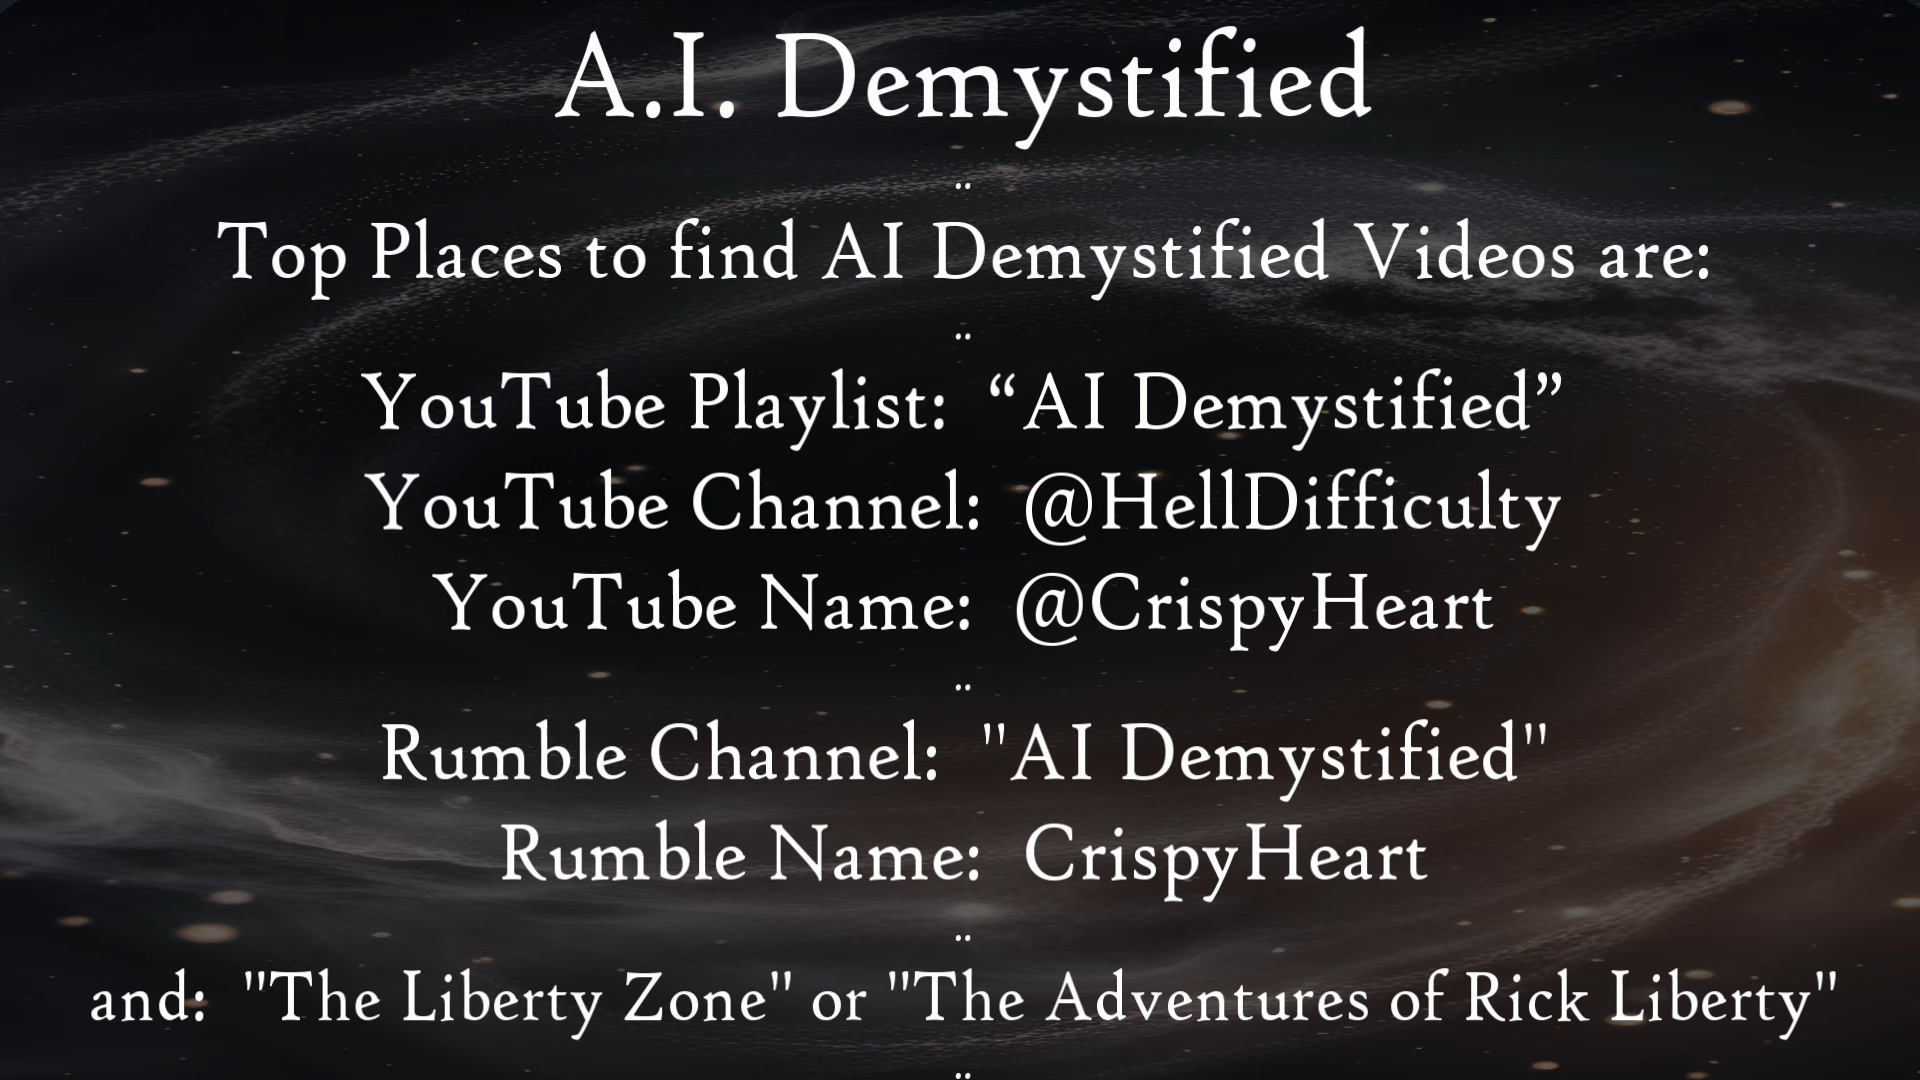 A.I. Demystified
..
Top Places to find AI Demystified Videos are:
..
YouTube Playlist:  “AI Demystified”
YouTube Channel:  @HellDifficulty
YouTube Name:  @CrispyHeart
..
Rumble Channel:  "AI Demystified"
Rumble Name:  CrispyHeart
..
and:  "The Liberty Zone" or "The Adventures of Rick Liberty"
..